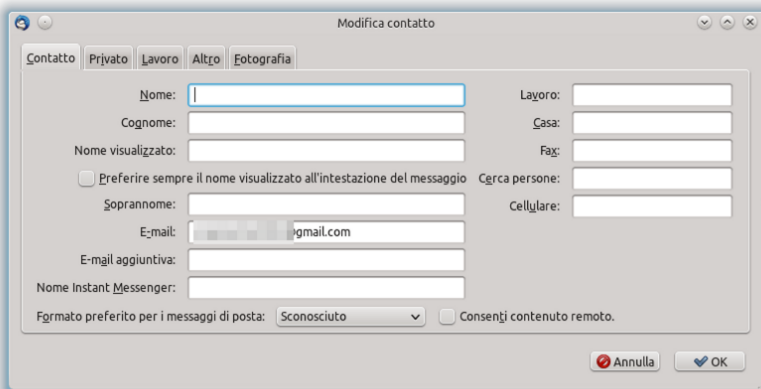 Modifica contatto
Contatto Privato Lavoro Altro Fotografia
Nome:
Cognome:
Nome visualizzato:
Preferire sempre il nome visualizzato all'intestazione del messaggio
Soprannome:
E-mail: @gmail.com
E-mail aggiuntiva:
Nome Instant Messenger:
Formato preferito per i messaggi di posta: Sconosciuto
Consenti contenuto remoto.
Lavoro:
Casa:
Fax:
Cerca persone:
Cellulare:
Annulla OK